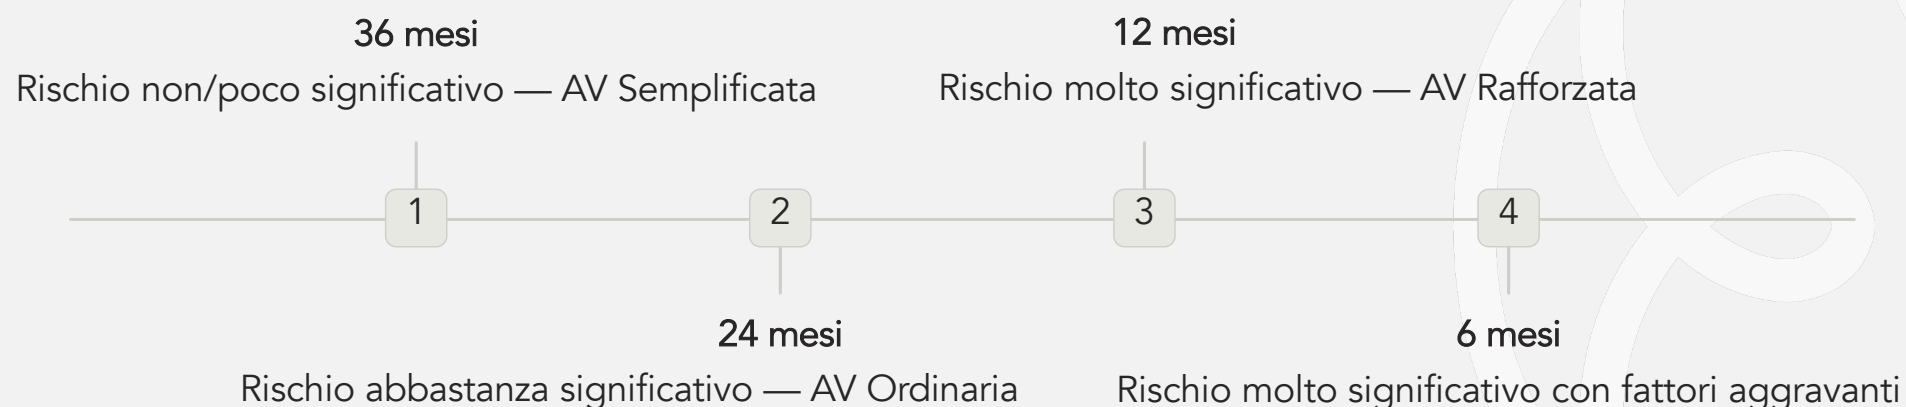 36 mesi
Rischio non/poco significativo — AV Semplificata
12 mesi
Rischio molto significativo — AV Rafforzata
1
2
3
4
24 mesi
Rischio abbastanza significativo — AV Ordinaria
6 mesi
Rischio molto significativo con fattori aggravanti